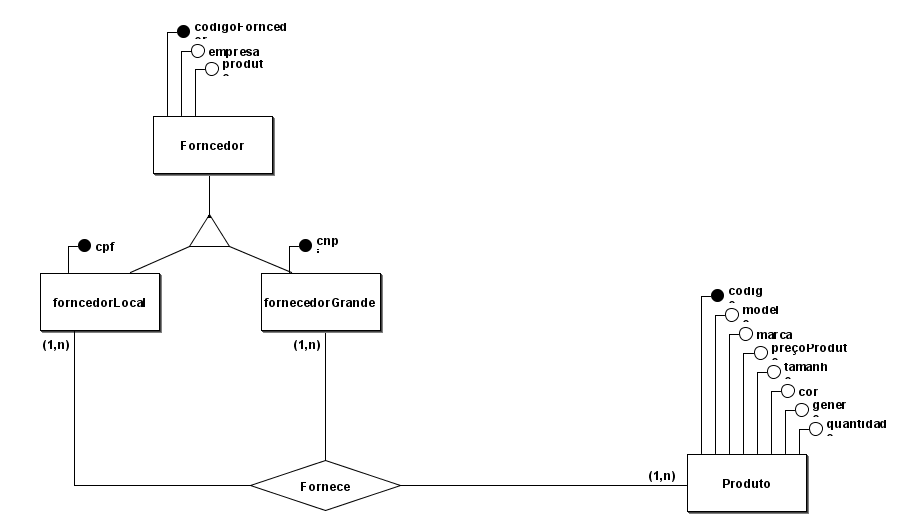 codigoFornced
empresa
produt
Forncedor
cpf
cnp
forncedorLocal
fornecedorGrande
(1,n)
(1,n)
codig
model
marca
preçoProdut
tamanh
cor
gener
quantidad
(1,n)
Fornece
Produto